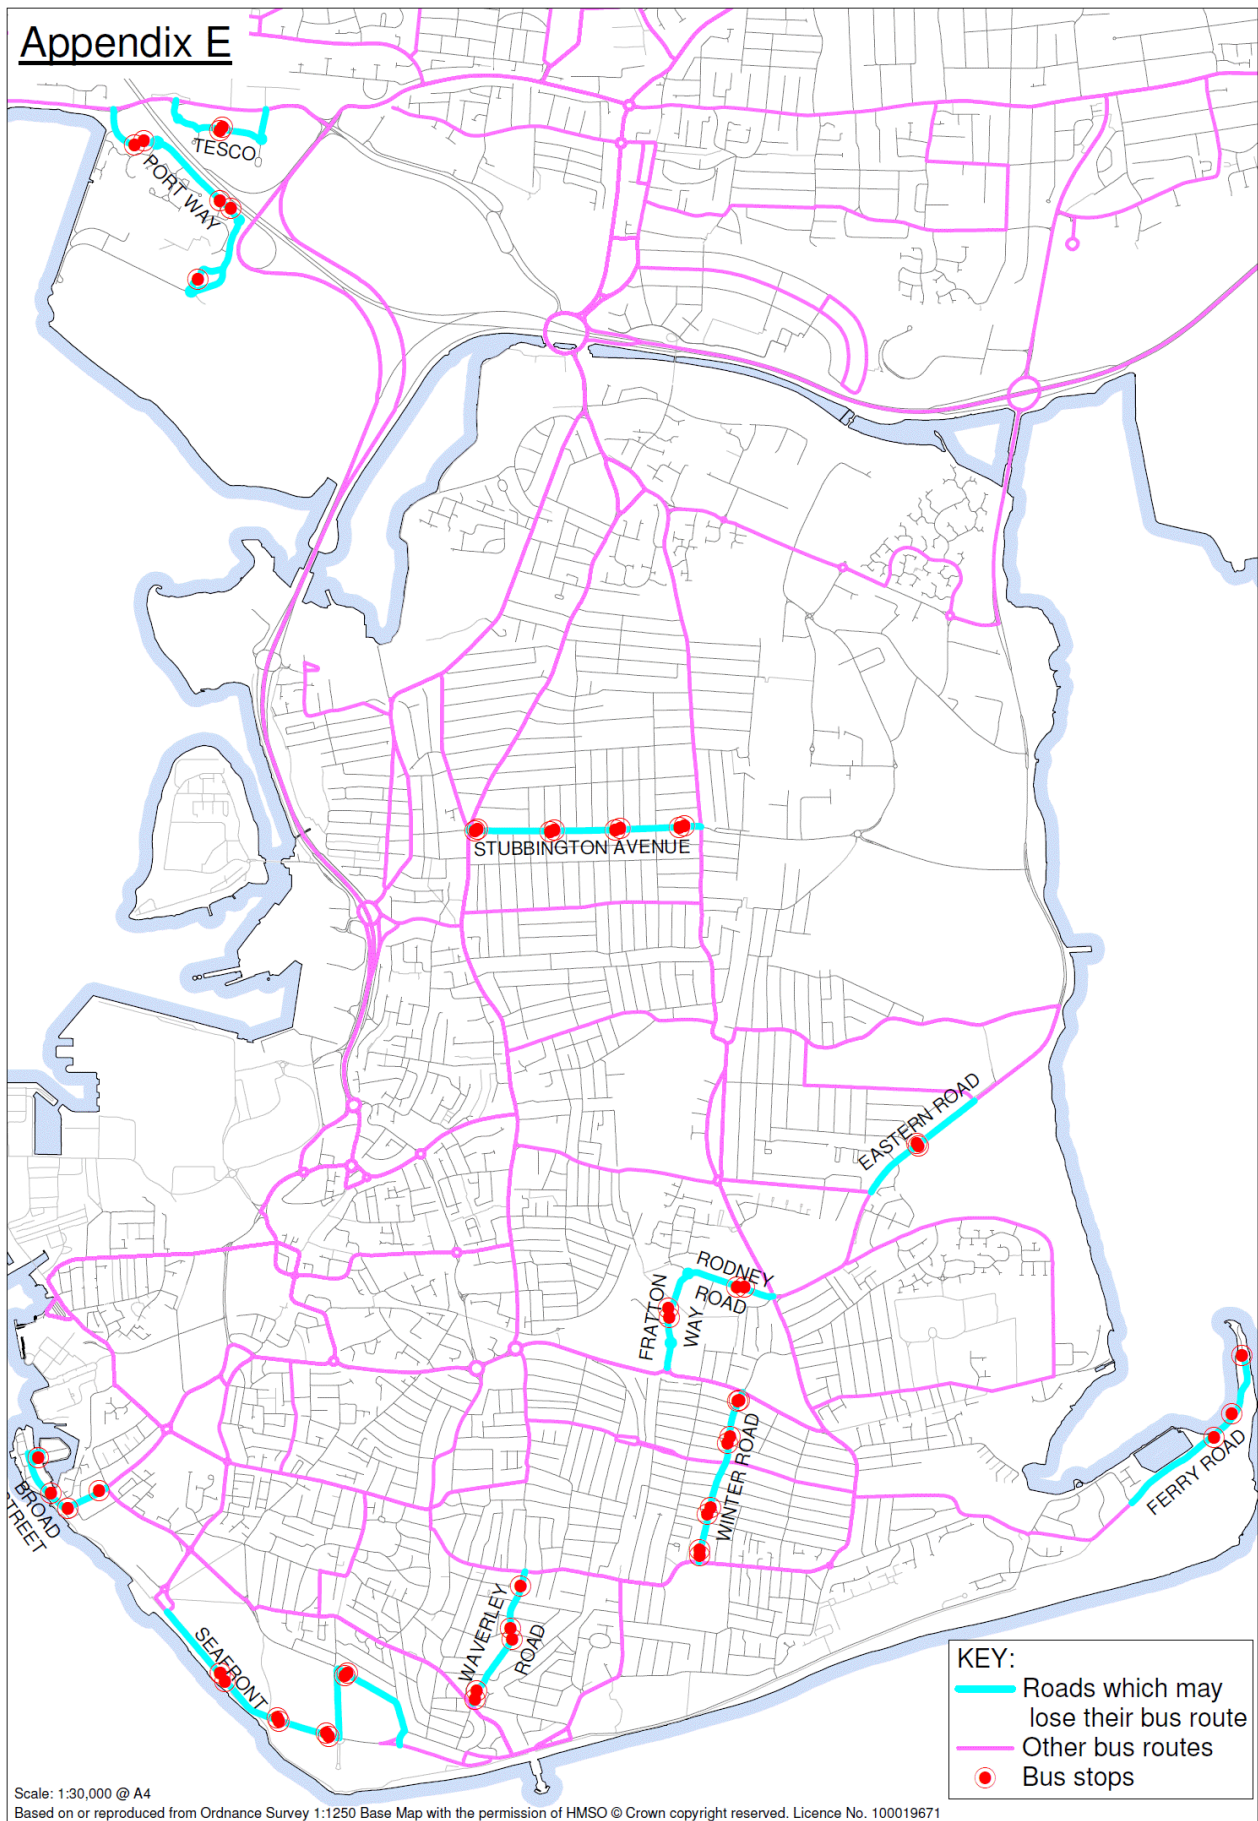 Appendix E
TESCO
PORT WAY
STUBBINGTON AVENUE
EASTERN ROAD
RODNEY
ROAD
FRATTON
WAY
WINTER ROAD
FERRY ROAD
BROAD
TREET
WAVERLEY
ROAD
SEAFRONT
KEY:
Roads which may
lose their bus route
Other bus routes
Bus stops
Scale: 1:30,000 @ A4
Based on or reproduced from Ordnance Survey 1:1250 Base Map with the permission of HMSO © Crown copyright reserved. Licence No. 100019671